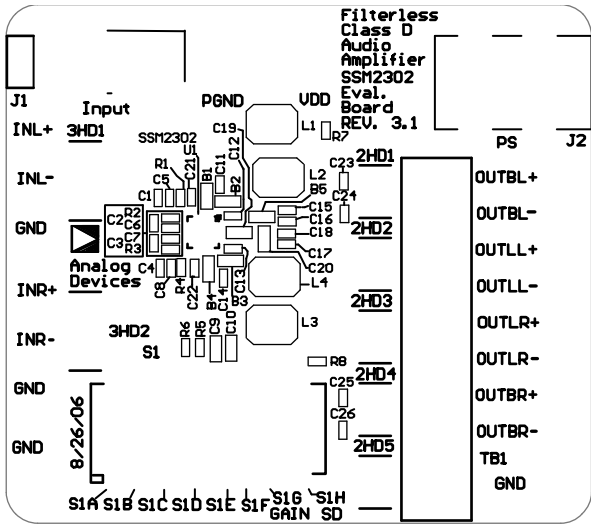 Filterless
Class D
Audio
Amplifier
SSM2302
Eval.
Board
REV. 3.1
J1
Input
PGND
VDD
INL+
3HD1
C19
L1
R7
PS
J2
SSM2302
U1
C12
R1
C21
C5
C1
B1
C11
B2
L2
B5
C23
2HD1
INL-
OUTBL+
C15
C24
OUTBL-
C2
R2
C6
C16
GND
C18
2HD2
C7
C3
R3
C17
OUTLL+
Analog
Devices
C4
C8
R4
C22
B4
C14
C13
B3
C20
L4
OUTLL-
INR+
2HD3
3HD2
L3
OUTLR+
INR-
S1
R6
R5
C9
C10
R8
OUTLR-
2HD4
GND
C25
OUTBR+
8/26/06
C26
OUTBR-
GND
2HD5
TB1
GND
S1A S1B S1C S1D S1E S1F S1G S1H
GAIN SD